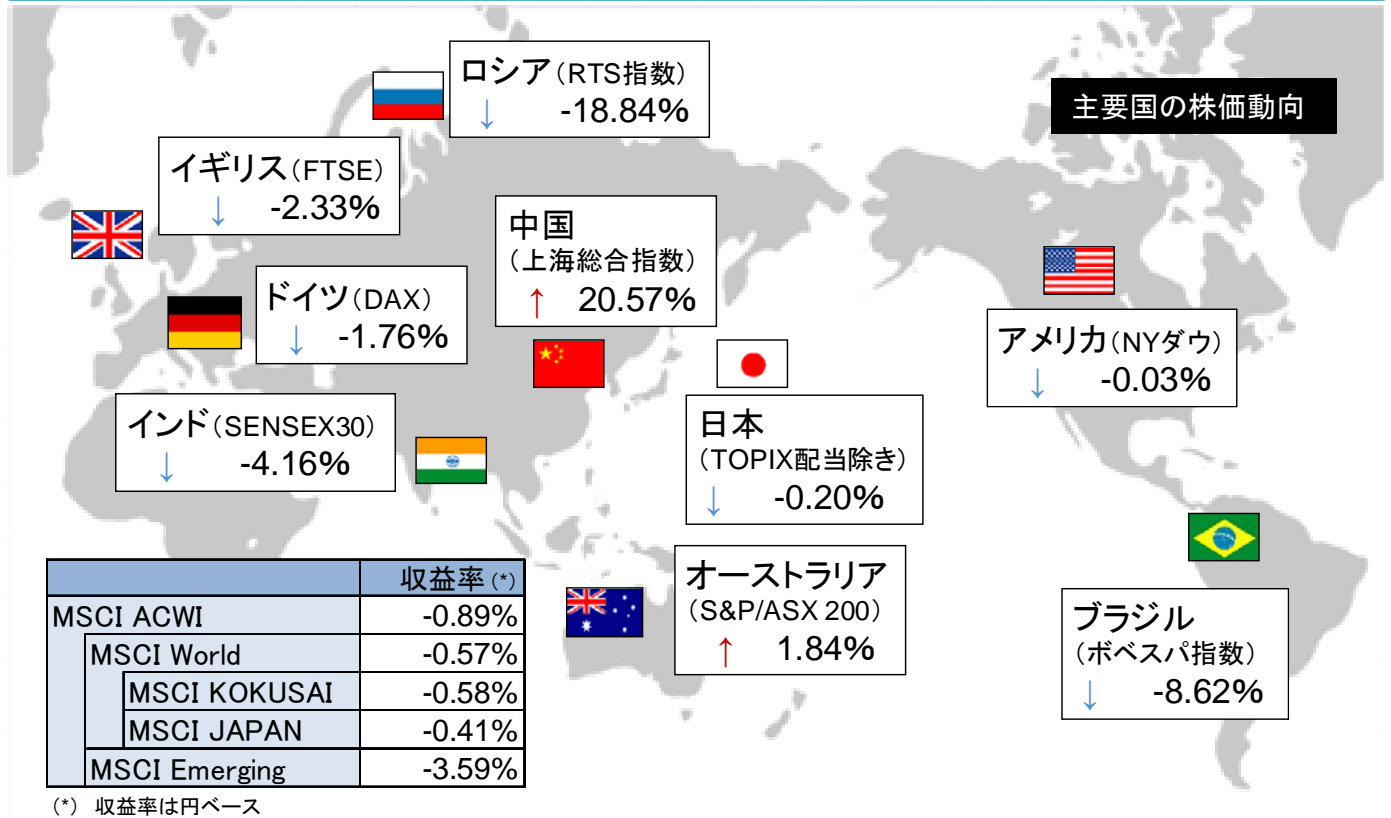 主要国の株価動向
ロシア(RTS指数)
↓ -18.84%
イギリス(FTSE)
↓ -2.33%
中国
(上海総合指数)
↑ 20.57%
ドイツ(DAX)
↓ -1.76%
アメリカ(NYダウ)
↓ -0.03%
インド(SENSEX30)
↓ -4.16%
日本
(TOPIX配当除き)
↓ -0.20%
オーストラリア
(S&P/ASX 200)
↑ 1.84%
ブラジル
(ボベスパ指数)
↓ -8.62%
収益率(*)
MSCI ACWI -0.89%
MSCI World -0.57%
MSCI KOKUSAI -0.58%
MSCI JAPAN -0.41%
MSCI Emerging -3.59%
(*) 収益率は円ベース